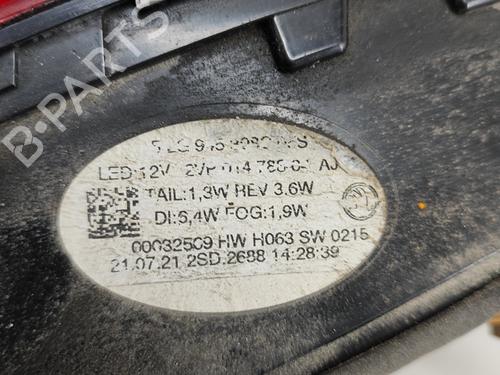 B-PARTS
LED:12V
TAIL:1,3W REV 3.6W
DI:5,4W FOG:1,9W
00032509 HW H063 SW 0215
21.07.21 2SD.2688 14:28:39